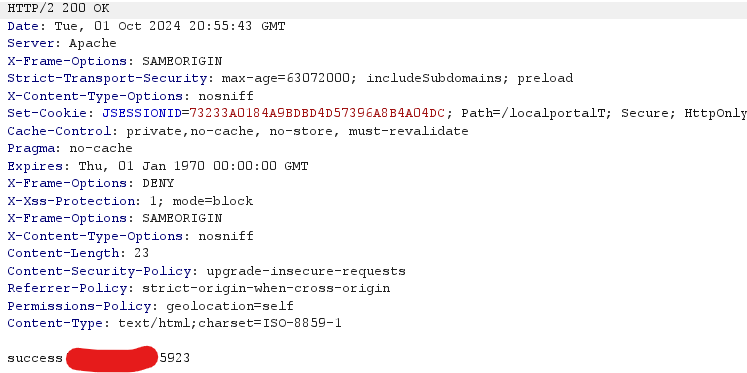 HTTP/2 200 OK
Date: Tue, 01 Oct 2024 20:55:43 GMT
Server: Apache
X-Frame-Options: SAMEORIGIN
Strict-Transport-Security: max-age=63072000; includeSubdomains; preload
X-Content-Type-Options: nosniff
Set-Cookie: JSESSIONID=73233A0184A9BDBD4D57396A8B4A04DC; Path=/localportalT; Secure; HttpOnly
Cache-Control: private,no-cache, no-store, must-revalidate
Pragma: no-cache
Expires: Thu, 01 Jan 1970 00:00:00 GMT
X-Frame-Options: DENY
X-Xss-Protection: 1; mode=block
X-Frame-Options: SAMEORIGIN
X-Content-Type-Options: nosniff
Content-Length: 23
Content-Security-Policy: upgrade-insecure-requests
Referrer-Policy: strict-origin-when-cross-origin
Permissions-Policy: geolocation=self
Content-Type: text/html;charset=ISO-8859-1
success 5923